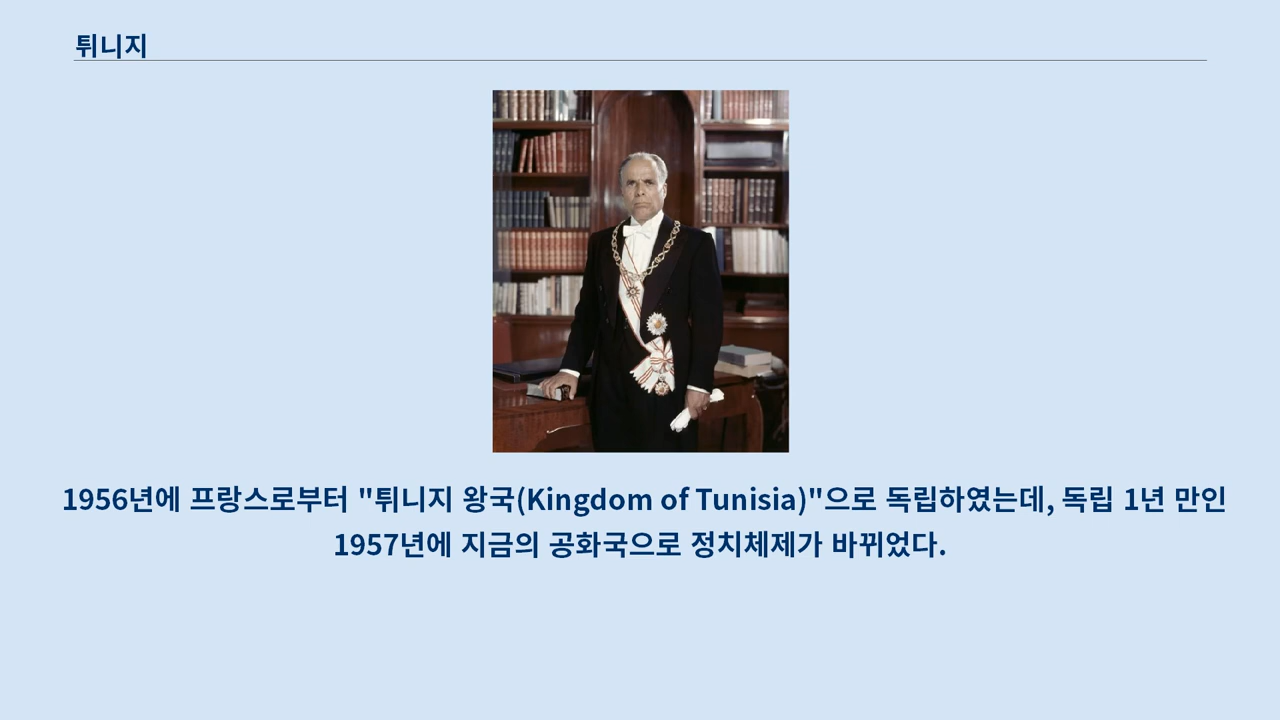 튀니지
1956년에 프랑스로부터 "튀니지 왕국(Kingdom of Tunisia)"으로 독립하였는데, 독립 1년 만인
1957년에 지금의 공화국으로 정치체제가 바뀌었다.